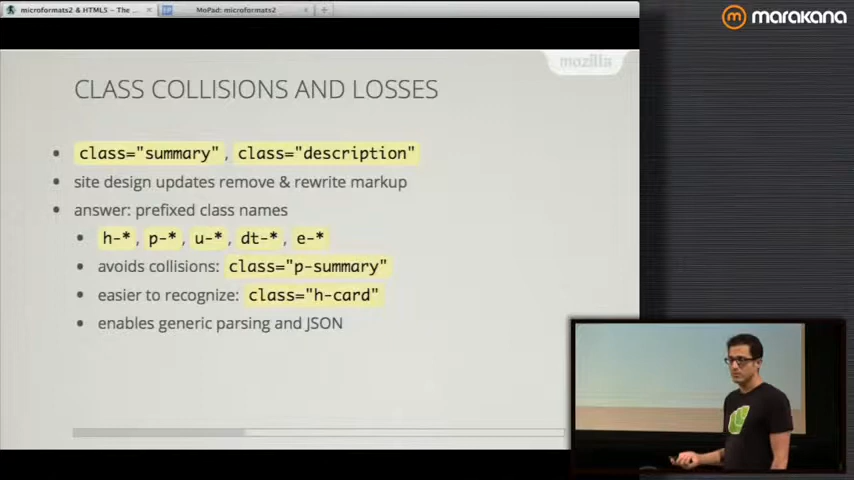 microformats2 & HTML5 – The ...
MoPad: microformats2
marakana
mozilla
CLASS COLLISIONS AND LOSSES
class="summary", class="description"
site design updates remove & rewrite markup
answer: prefixed class names
h-*, p-*, u-*, dt-*, e-*
avoids collisions: class="p-summary"
easier to recognize: class="h-card"
enables generic parsing and JSON